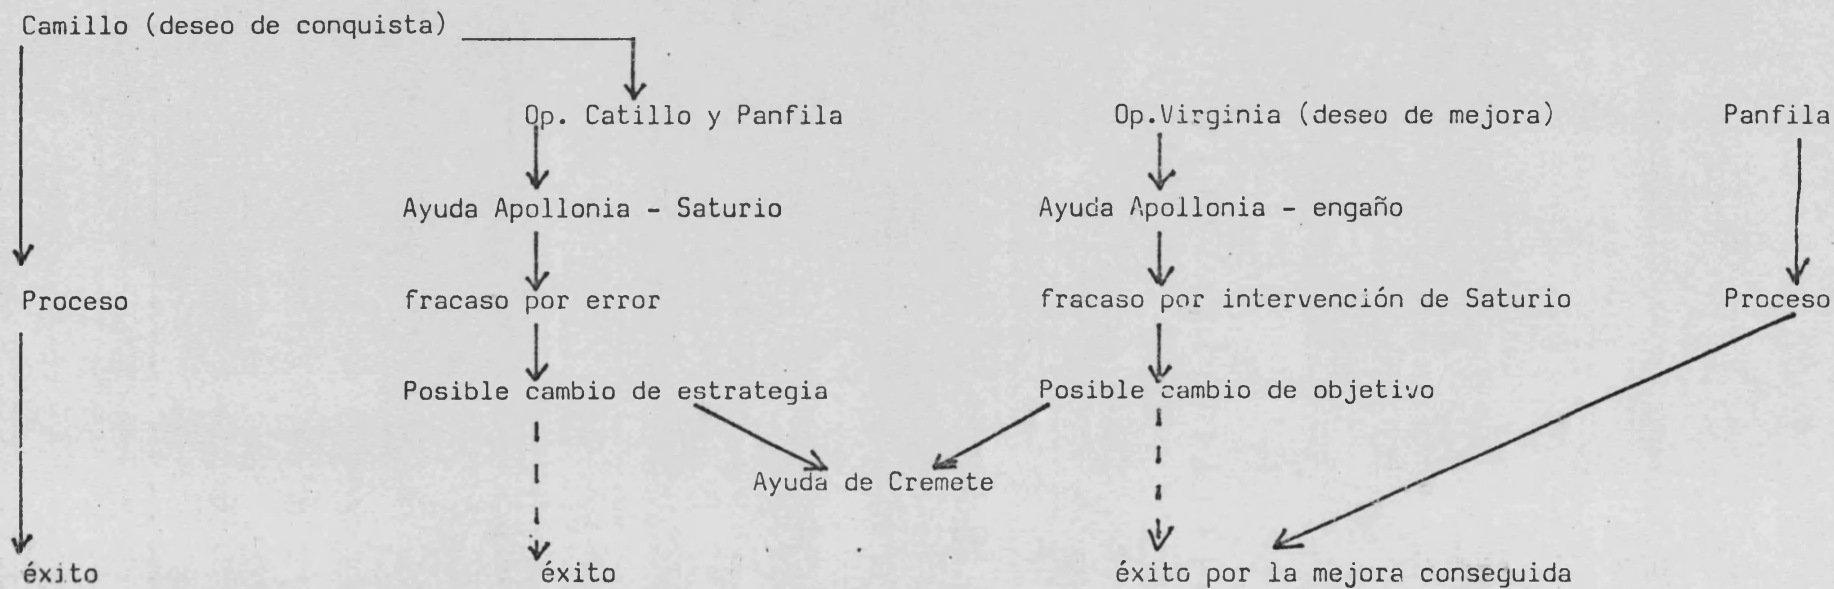 Camillo (deseo de conquista)
Op. Catillo y Panfila
Op.Virginia (deseo de mejora)
Panfila
Ayuda Apollonia - Saturio
Ayuda Apollonia - engaño
Proceso
fracaso por error
fracaso por intervención de Saturio
Proceso
Posible cambio de estrategia
Posible cambio de objetivo
Ayuda de Cremete
éxito
éxito
éxito por la mejora conseguida